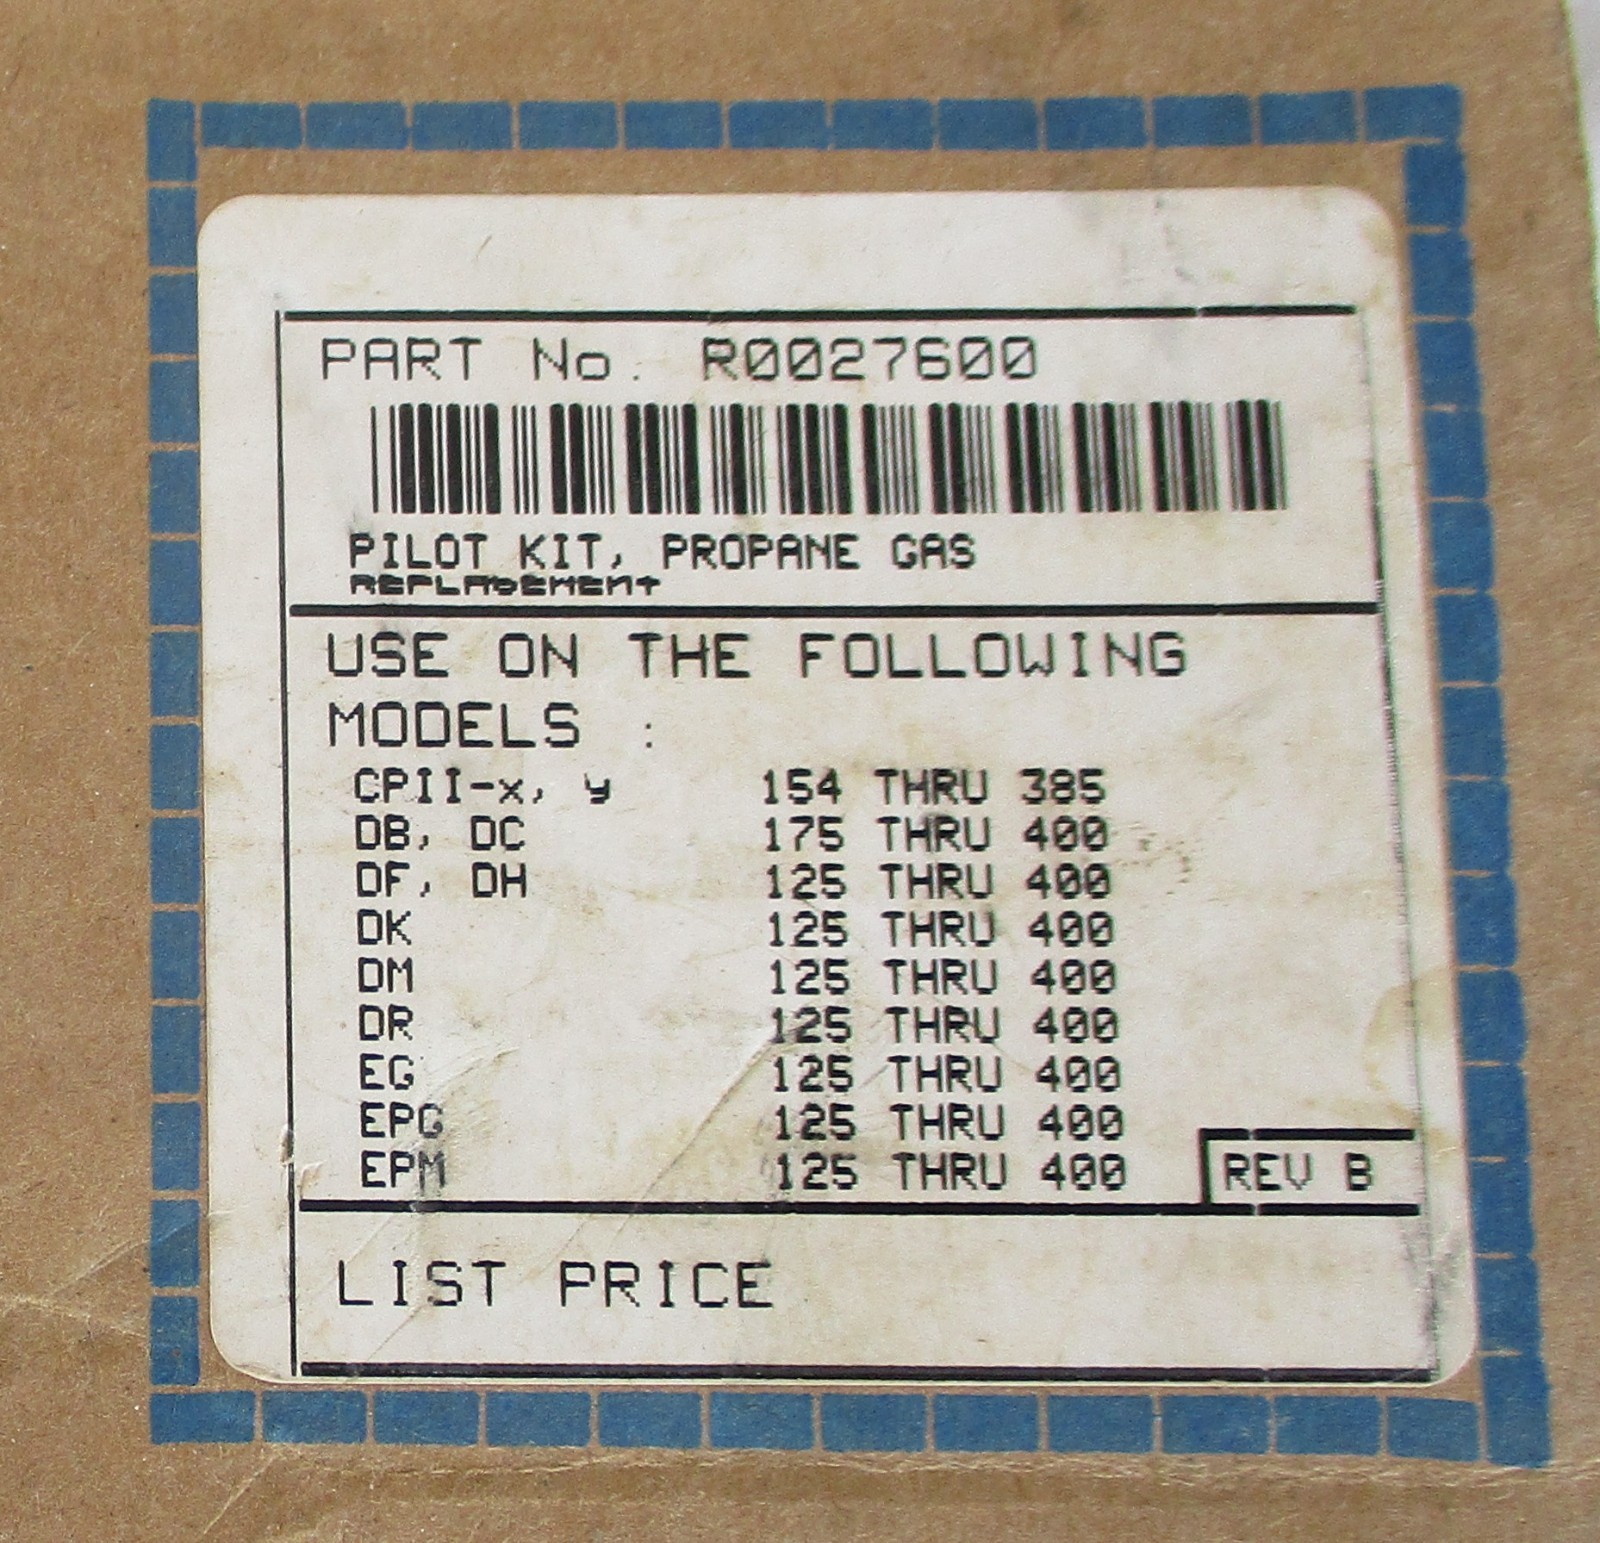 PART No. R0027600
PILOT KIT, PROPANE GAS
REPLACEMENT
USE ON THE FOLLOWING
MODELS :
CPII-x, y 154 THRU 385
DB, DC 175 THRU 400
DF, DH 125 THRU 400
DK 125 THRU 400
DM 125 THRU 400
DR 125 THRU 400
EG 125 THRU 400
EPG 125 THRU 400
EPM 125 THRU 400
REV B
LIST PRICE